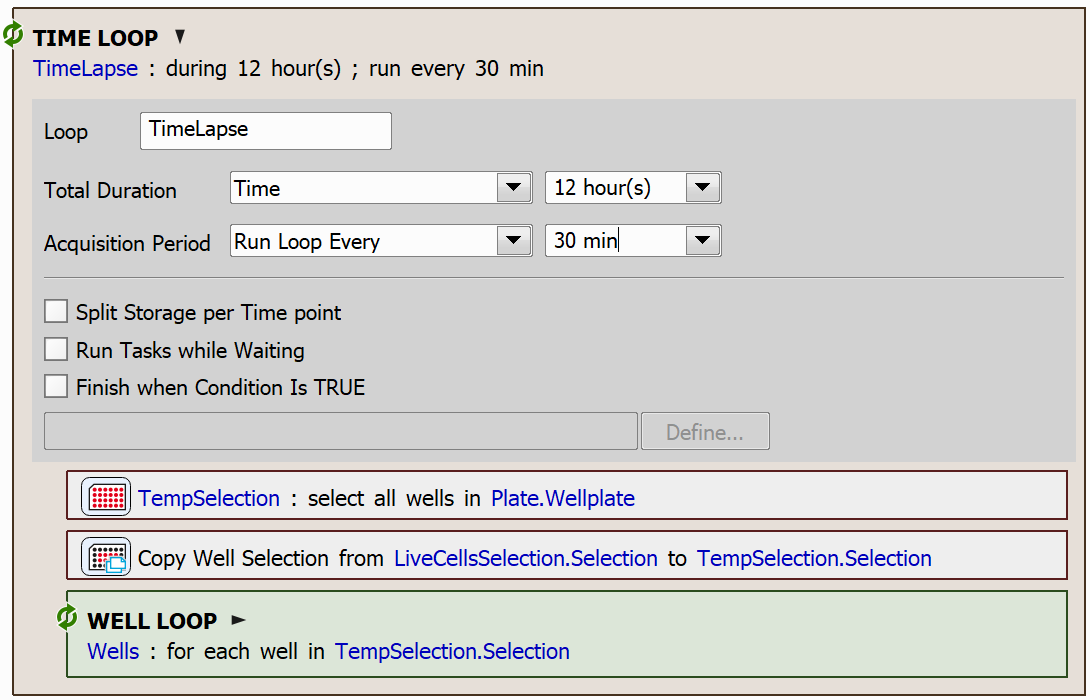 TIME LOOP
TimeLapse : during 12 hour(s) ; run every 30 min
Loop TimeLapse
Total Duration Time 12 hour(s)
Acquisition Period Run Loop Every 30 min
Split Storage per Time point
Run Tasks while Waiting
Finish when Condition Is TRUE
Define...
TempSelection : select all wells in Plate.Wellplate
Copy Well Selection from LiveCellsSelection.Selection to TempSelection.Selection
WELL LOOP
Wells : for each well in TempSelection.Selection